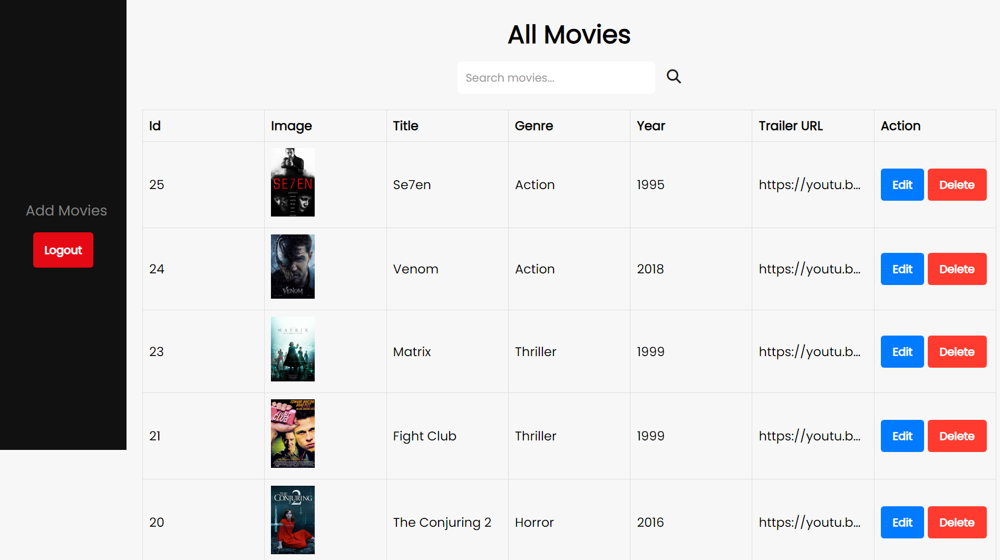 All Movies
Search movies...
Add Movies
Logout
Id Image Title Genre Year Trailer URL Action
SE7EN
25 Se7en Action 1995 https://youtu.b... Edit Delete
VENOM
24 Venom Action 2018 https://youtu.b... Edit Delete
MATRIX
23 Matrix Thriller 1999 https://youtu.b... Edit Delete
EDWARD NORTON
BRAD PITT
FIGHT
CLUB
21 Fight Club Thriller 1999 https://youtu.b... Edit Delete
THE
CONJURING 2
20 The Conjuring 2 Horror 2016 https://youtu.b... Edit Delete